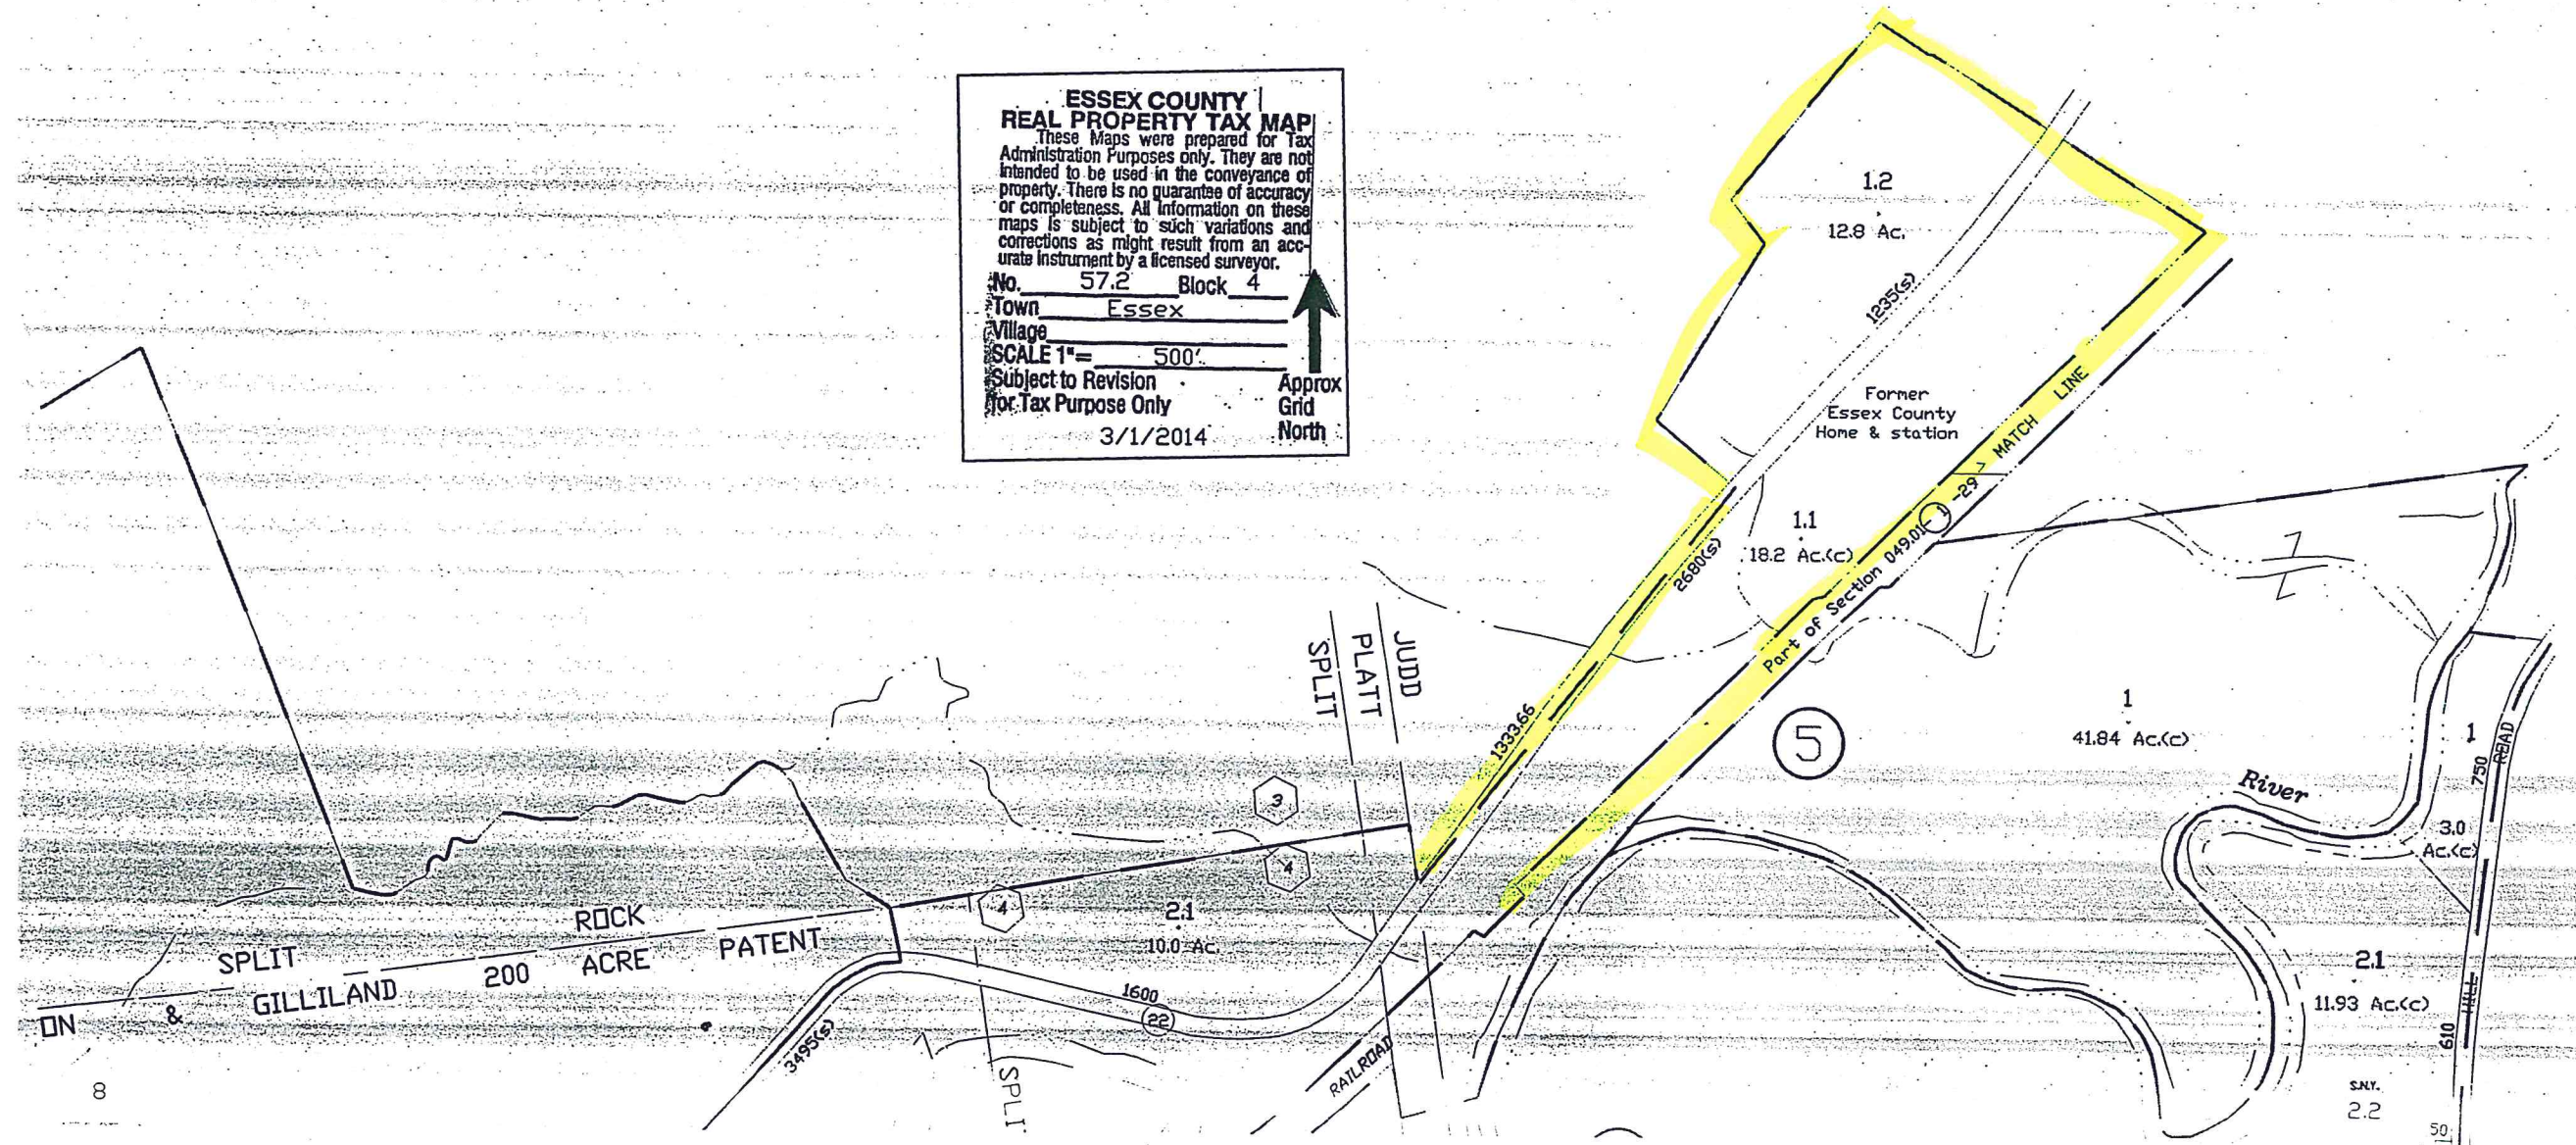 ESSEX COUNTY
REAL PROPERTY TAX MAP
These Maps were prepared for Tax
Administration Purposes only. They are not
intended to be used in the conveyance of
property. There is no guarantee of accuracy
or completeness. All information on these
maps is subject to such variations and
corrections as might result from an acc-
urate instrument by a licensed surveyor.
No. 57.2 Block 4
Town Essex
Village
SCALE 1"= 500'
Subject to Revision
for Tax Purpose Only
Approx
Grid
North
3/1/2014
1.2
12.8 Ac.
1235(s)
Former
Essex County
Home & station
MATCH LINE
Part of Section 049.01- 1 -29
1.1
18.2 Ac.(c)
2680(s)
1333.66
JUDD
PLATT
SPLIT
5
1
41.84 Ac.(c)
River
1
ROAD
750
3.0
Ac.(c)
2.1
11.93 Ac.(c)
HILL
610
S.N.Y.
2.2
50
3
4
4
2.1
10.0 Ac.
ROCK
SPLIT
200 ACRE PATENT
ON & GILLILAND
1600
22
3495(s)
SPLIT
RAILROAD
8